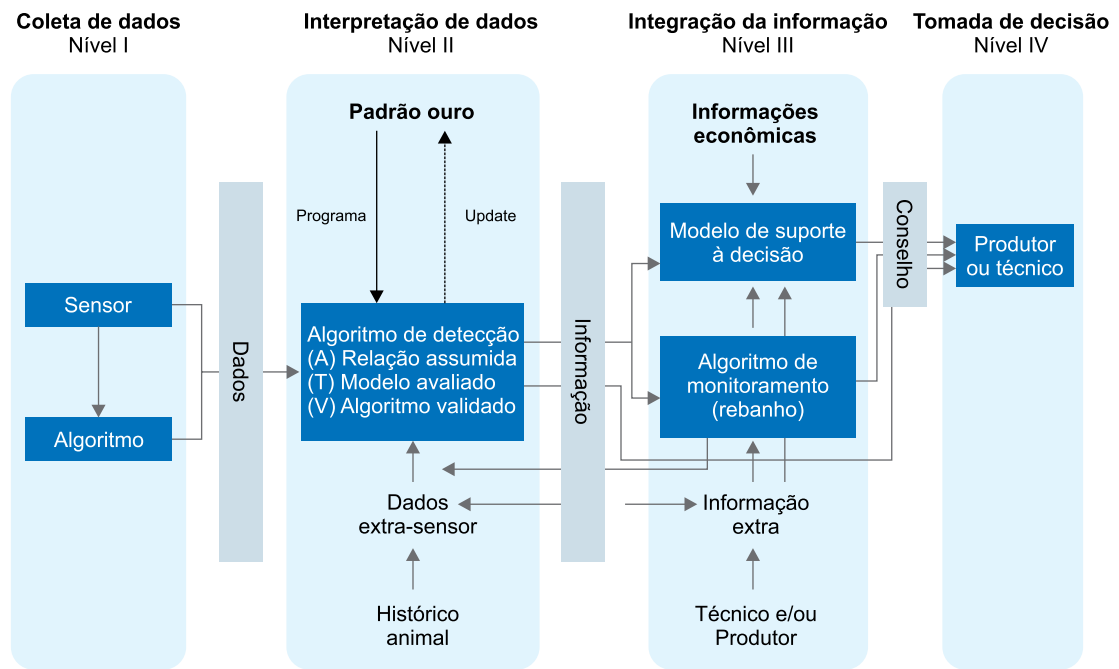 Coleta de dados
Nível I
Interpretação de dados
Nível II
Integração da informação
Nível III
Tomada de decisão
Nível IV
Sensor
Algoritmo
Dados
Padrão ouro
Programa
Update
Algoritmo de detecção
(A) Relação assumida
(T) Modelo avaliado
(V) Algoritmo validado
Dados
extra-sensor
Histórico
animal
Informação
Informações
econômicas
Modelo de suporte
à decisão
Algoritmo de
monitoramento
(rebanho)
Informação
extra
Técnico e/ou
Produtor
Conselho
Produtor
ou técnico